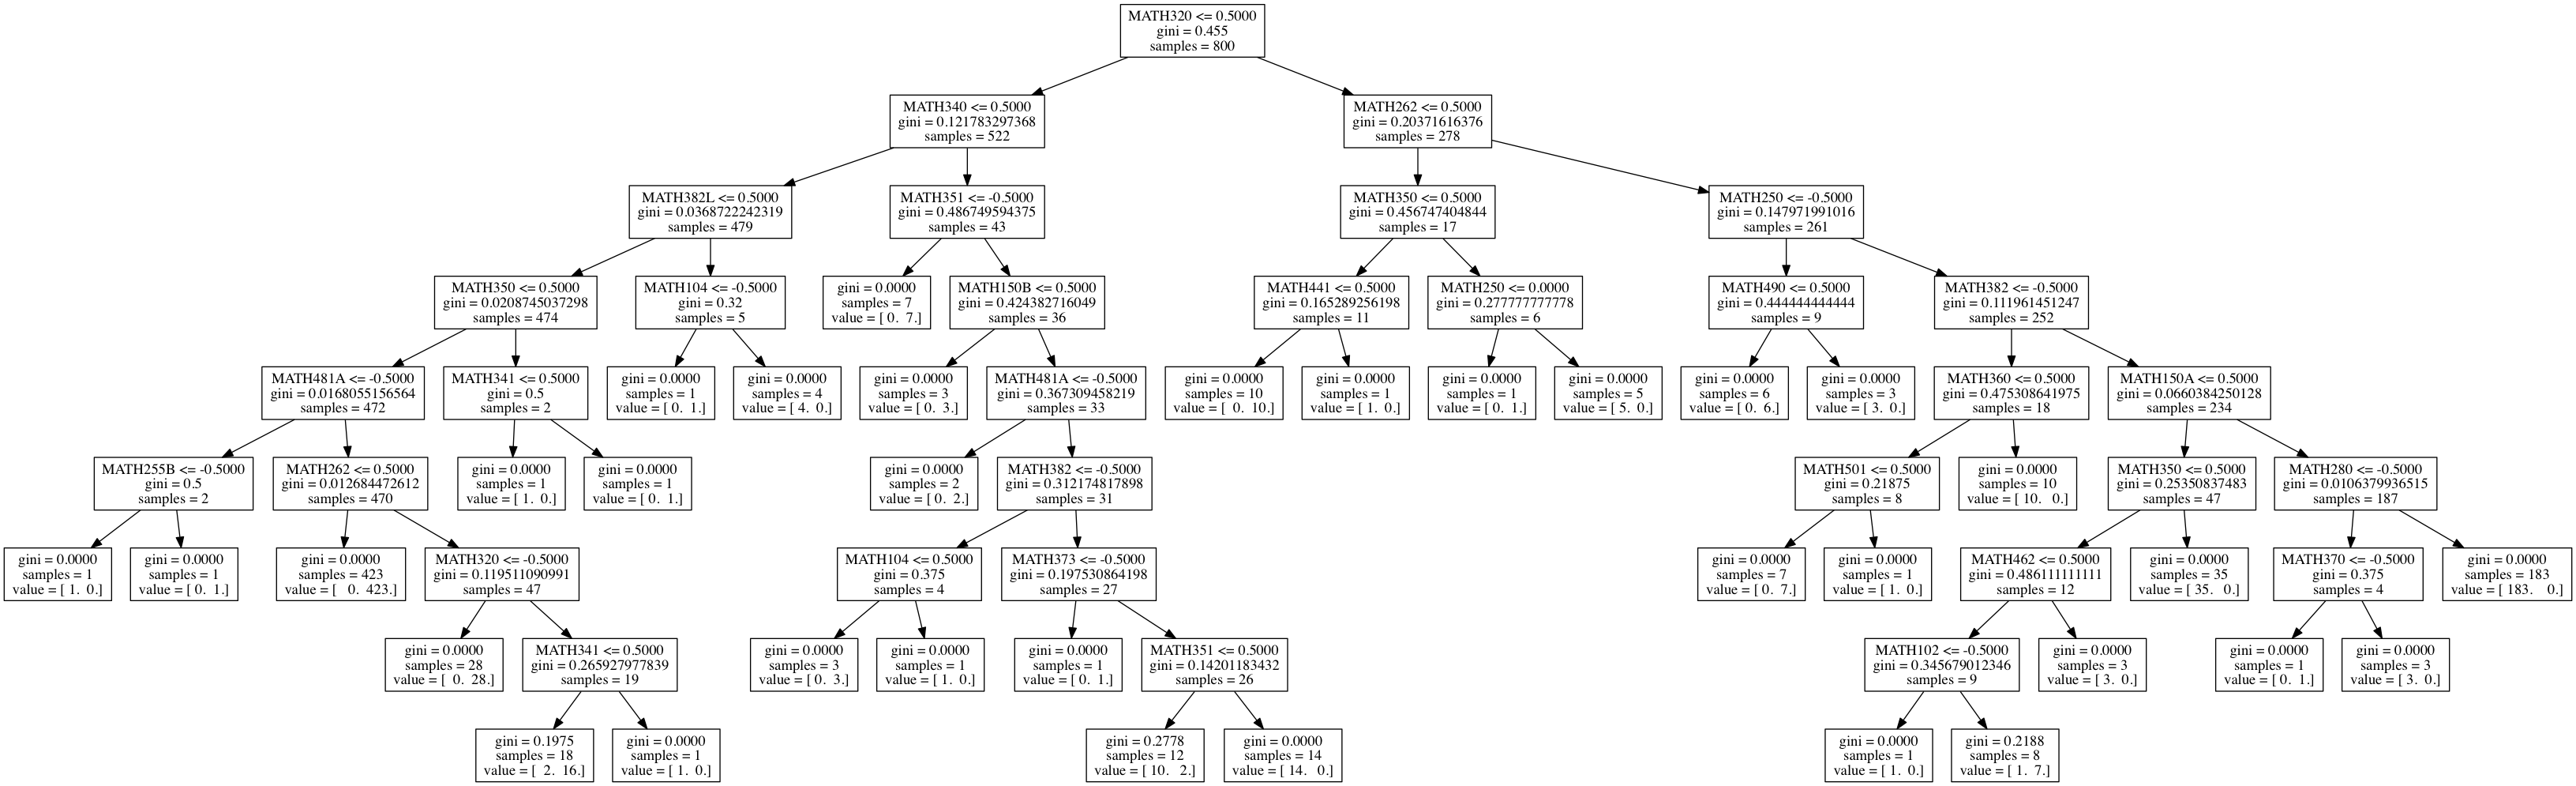 MATH320 <= 0.5000
gini = 0.455
samples = 800
MATH340 <= 0.5000
gini = 0.121783297368
samples = 522
MATH262 <= 0.5000
gini = 0.20371616376
samples = 278
MATH382L <= 0.5000
gini = 0.0368722242319
samples = 479
MATH351 <= -0.5000
gini = 0.486749594375
samples = 43
MATH350 <= 0.5000
gini = 0.456747404844
samples = 17
MATH250 <= -0.5000
gini = 0.147971991016
samples = 261
MATH350 <= 0.5000
gini = 0.0208745037298
samples = 474
MATH104 <= -0.5000
gini = 0.32
samples = 5
gini = 0.0000
samples = 7
value = [ 0. 7.]
MATH150B <= 0.5000
gini = 0.424382716049
samples = 36
MATH441 <= 0.5000
gini = 0.165289256198
samples = 11
MATH250 <= 0.0000
gini = 0.277777777778
samples = 6
MATH490 <= 0.5000
gini = 0.444444444444
samples = 9
MATH382 <= -0.5000
gini = 0.111961451247
samples = 252
MATH481A <= -0.5000
gini = 0.0168055156564
samples = 472
MATH341 <= 0.5000
gini = 0.5
samples = 2
gini = 0.0000
samples = 1
value = [ 0. 1.]
gini = 0.0000
samples = 4
value = [ 4. 0.]
gini = 0.0000
samples = 3
value = [ 0. 3.]
MATH481A <= -0.5000
gini = 0.367309458219
samples = 33
gini = 0.0000
samples = 10
value = [ 0. 10.]
gini = 0.0000
samples = 1
value = [ 1. 0.]
gini = 0.0000
samples = 1
value = [ 0. 1.]
gini = 0.0000
samples = 5
value = [ 5. 0.]
gini = 0.0000
samples = 6
value = [ 0. 6.]
gini = 0.0000
samples = 3
value = [ 3. 0.]
MATH360 <= 0.5000
gini = 0.475308641975
samples = 18
MATH150A <= 0.5000
gini = 0.0660384250128
samples = 234
MATH255B <= -0.5000
gini = 0.5
samples = 2
MATH262 <= 0.5000
gini = 0.012684472612
samples = 470
gini = 0.0000
samples = 1
value = [ 1. 0.]
gini = 0.0000
samples = 1
value = [ 0. 1.]
gini = 0.0000
samples = 2
value = [ 0. 2.]
MATH382 <= -0.5000
gini = 0.312174817898
samples = 31
MATH501 <= 0.5000
gini = 0.21875
samples = 8
gini = 0.0000
samples = 10
value = [ 10. 0.]
MATH350 <= 0.5000
gini = 0.25350837483
samples = 47
MATH280 <= -0.5000
gini = 0.0106379936515
samples = 187
gini = 0.0000
samples = 1
value = [ 1. 0.]
gini = 0.0000
samples = 1
value = [ 0. 1.]
gini = 0.0000
samples = 423
value = [ 0. 423.]
MATH320 <= -0.5000
gini = 0.119511090991
samples = 47
MATH104 <= 0.5000
gini = 0.375
samples = 4
MATH373 <= -0.5000
gini = 0.197530864198
samples = 27
gini = 0.0000
samples = 7
value = [ 0. 7.]
gini = 0.0000
samples = 1
value = [ 1. 0.]
MATH462 <= 0.5000
gini = 0.486111111111
samples = 12
gini = 0.0000
samples = 35
value = [ 35. 0.]
MATH370 <= -0.5000
gini = 0.375
samples = 4
gini = 0.0000
samples = 183
value = [ 183. 0.]
gini = 0.0000
samples = 28
value = [ 0. 28.]
MATH341 <= 0.5000
gini = 0.265927977839
samples = 19
gini = 0.0000
samples = 3
value = [ 0. 3.]
gini = 0.0000
samples = 1
value = [ 1. 0.]
gini = 0.0000
samples = 1
value = [ 0. 1.]
MATH351 <= 0.5000
gini = 0.14201183432
samples = 26
MATH102 <= -0.5000
gini = 0.345679012346
samples = 9
gini = 0.0000
samples = 3
value = [ 3. 0.]
gini = 0.0000
samples = 1
value = [ 0. 1.]
gini = 0.0000
samples = 3
value = [ 3. 0.]
gini = 0.1975
samples = 18
value = [ 2. 16.]
gini = 0.0000
samples = 1
value = [ 1. 0.]
gini = 0.2778
samples = 12
value = [ 10. 2.]
gini = 0.0000
samples = 14
value = [ 14. 0.]
gini = 0.0000
samples = 1
value = [ 1. 0.]
gini = 0.2188
samples = 8
value = [ 1. 7.]